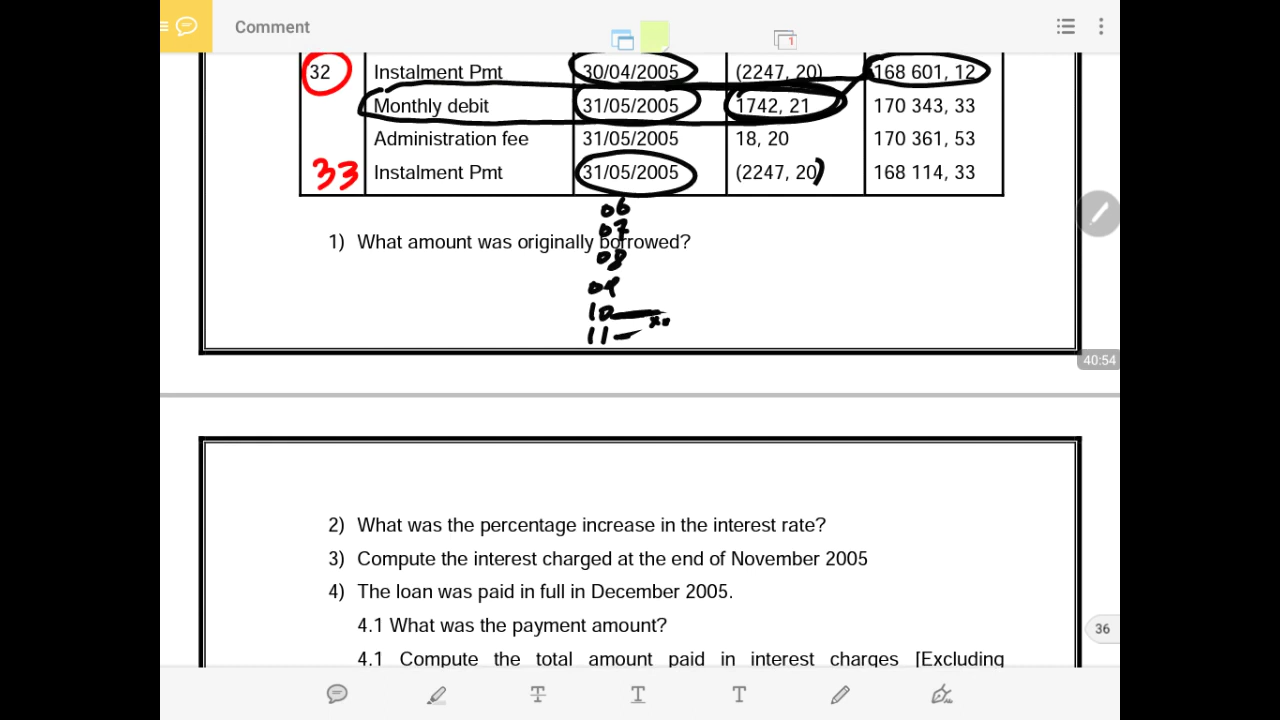 Comment
1
32 Instalment Pmt 30/04/2005 (2247, 20) 168 601, 12
Monthly debit 31/05/2005 1742, 21 170 343, 33
Administration fee 31/05/2005 18, 20 170 361, 53
33 Instalment Pmt 31/05/2005 (2247, 20) 168 114, 33
06
07
1) What amount was originally borrowed?
08
09
10
11
40:54
2) What was the percentage increase in the interest rate?
3) Compute the interest charged at the end of November 2005
4) The loan was paid in full in December 2005.
4.1 What was the payment amount?
36
4.1 Compute the total amount paid in interest charges [Excluding
T T T